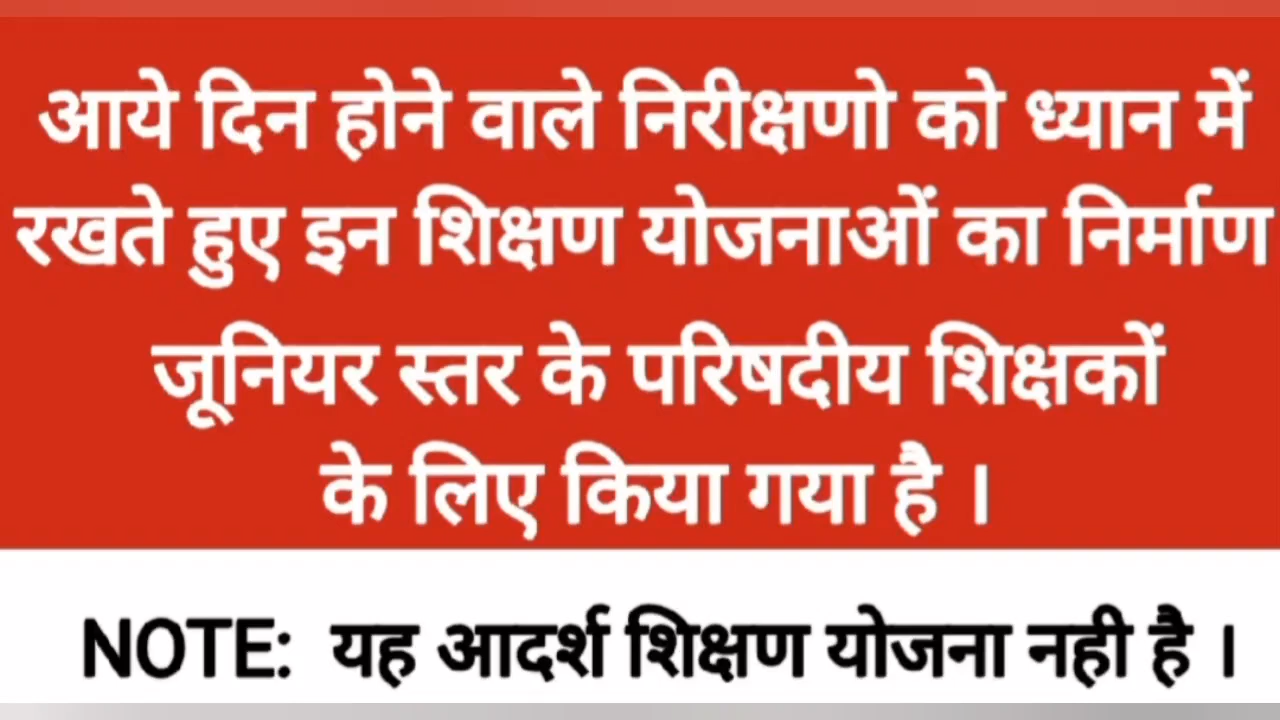 आये दिन होने वाले निरीक्षणो को ध्यान में
रखते हुए इन शिक्षण योजनाओं का निर्माण
जूनियर स्तर के परिषदीय शिक्षकों
के लिए किया गया है ।
NOTE: यह आदर्श शिक्षण योजना नही है ।